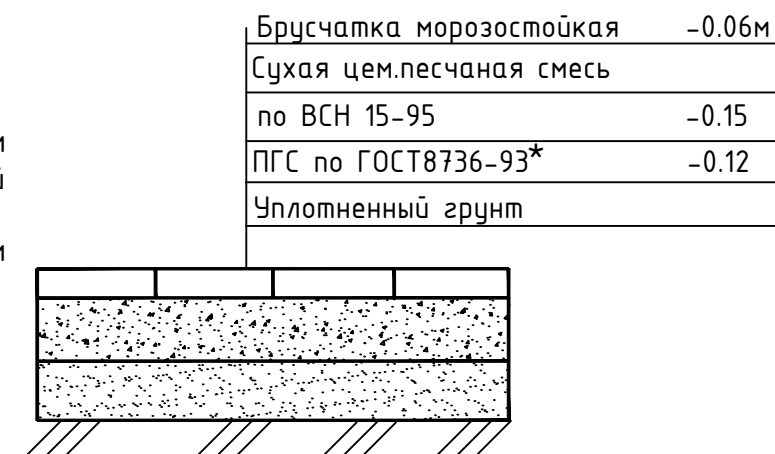 Брусчатка морозостойкая -0.06м
Сухая цем.песчаная смесь
по ВСН 15-95 -0.15
ПГС по ГОСТ8736-93* -0.12
Уплотненный грунт